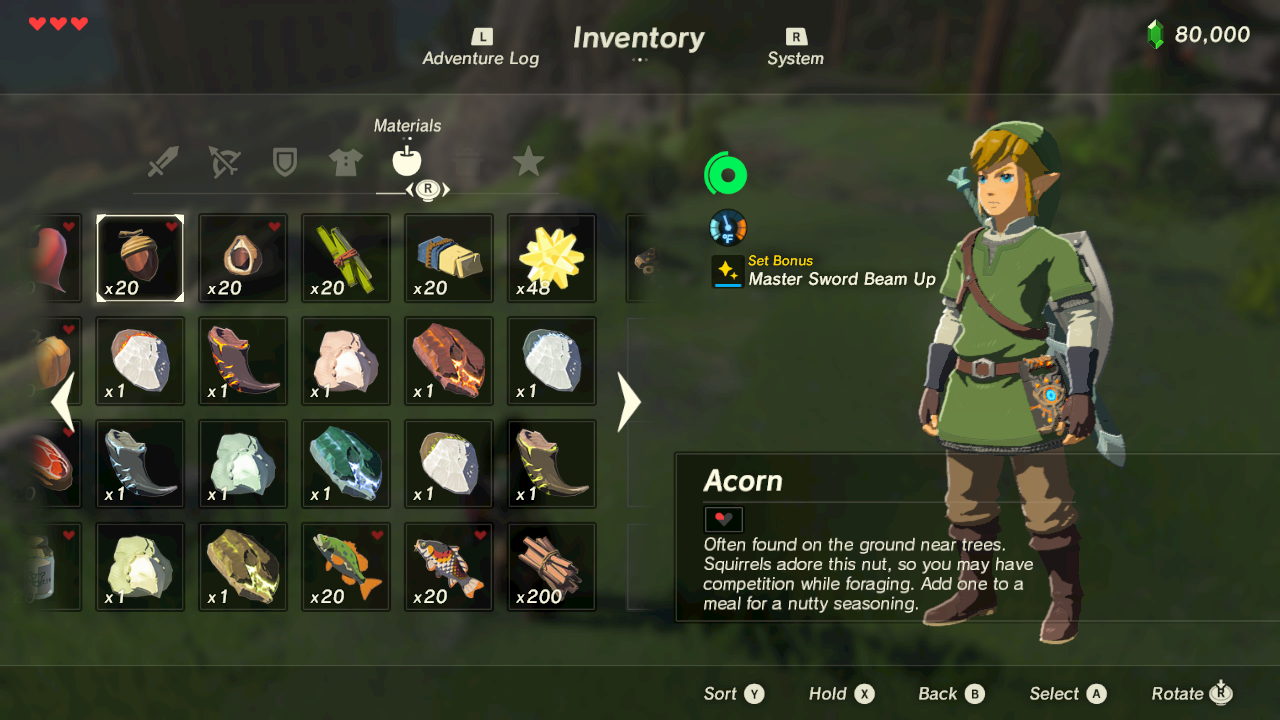 L
Inventory
R
80,000
Adventure Log
System
Materials
R
x20
x20
x20
x20
x48
°F
Set Bonus
Master Sword Beam Up
x1
x1
x1
x1
x1
x1
x1
x1
x1
x1
Acorn
Often found on the ground near trees.
Squirrels adore this nut, so you may have
competition while foraging. Add one to a
meal for a nutty seasoning.
x1
x1
x20
x20
x200
Sort Y
Hold X
Back B
Select A
Rotate R